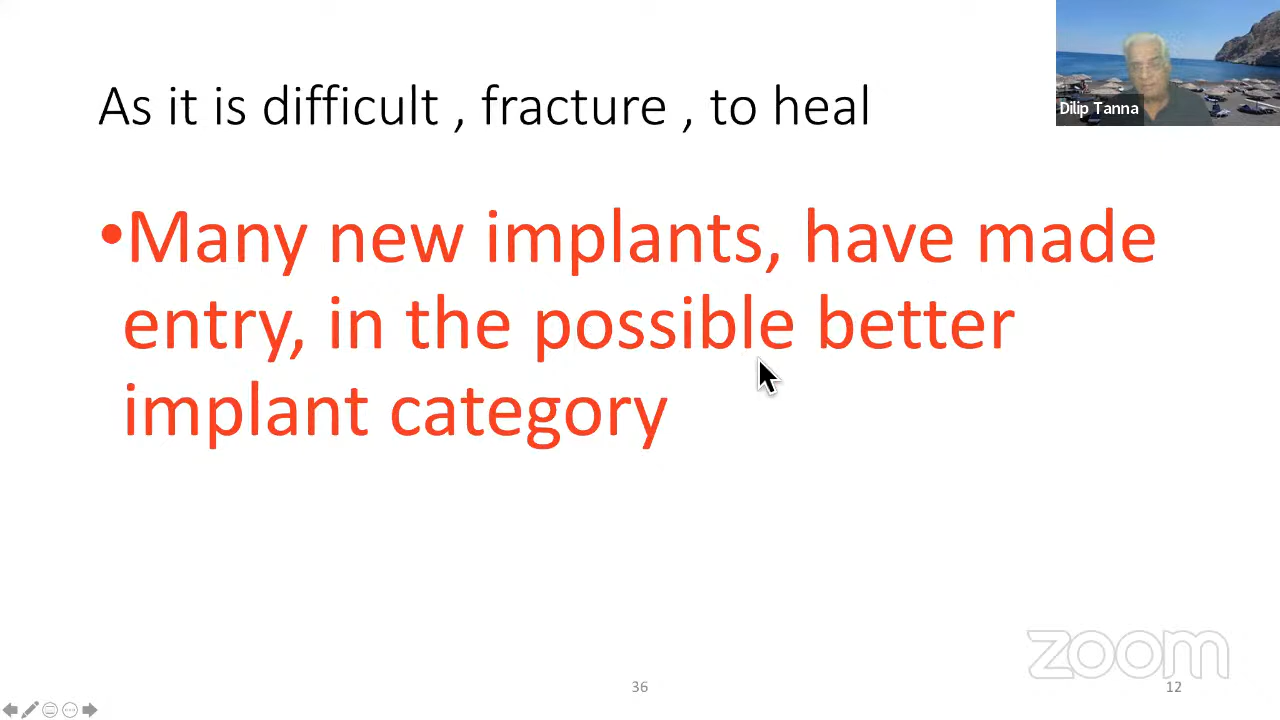 As it is difficult , fracture , to heal
Dilip Tanna
•Many new implants, have made
entry, in the possible better
implant category
zoom
36
12